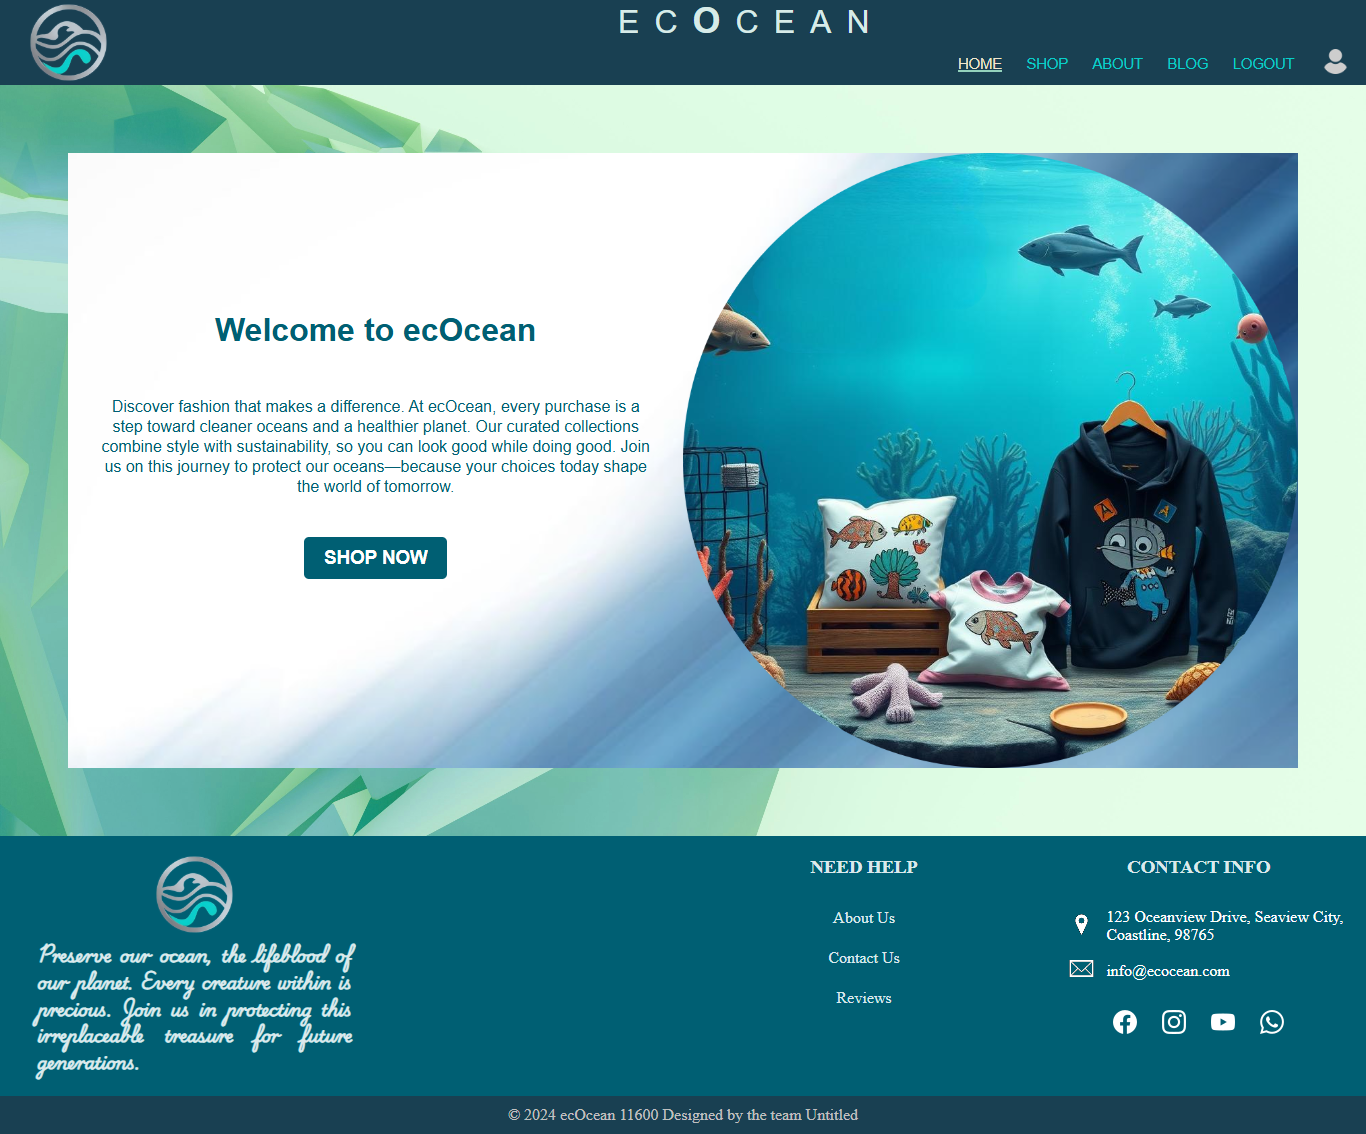 ECOCEAN
HOME SHOP ABOUT BLOG LOGOUT
Welcome to ecOcean
Discover fashion that makes a difference. At ecOcean, every purchase is a
step toward cleaner oceans and a healthier planet. Our curated collections
combine style with sustainability, so you can look good while doing good. Join
us on this journey to protect our oceans—because your choices today shape
the world of tomorrow.
SHOP NOW
Preserve our ocean, the lifeblood of
our planet. Every creature within is
precious. Join us in protecting this
irreplaceable treasure for future
generations.
NEED HELP
About Us
Contact Us
Reviews
CONTACT INFO
123 Oceanview Drive, Seaview City,
Coastline, 98765
info@ececean.com
© 2024 ecOcean 11600 Designed by the team Untitled